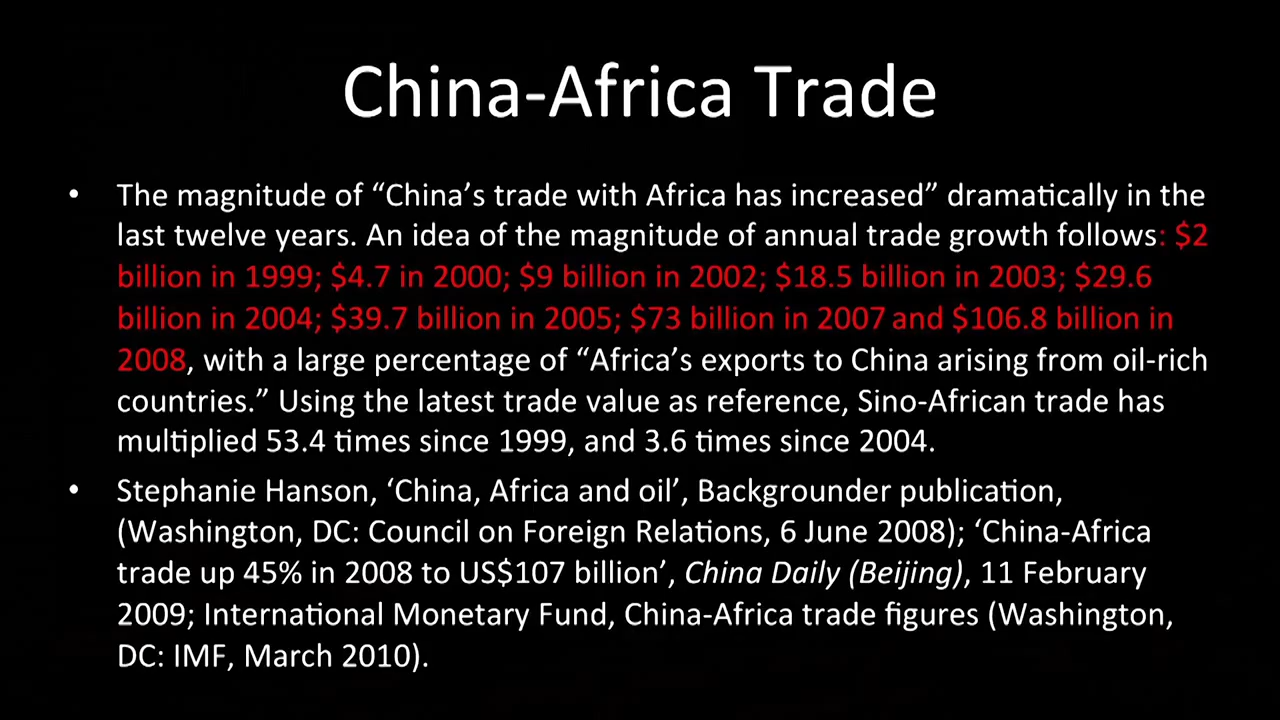 China-Africa Trade
• The magnitude of “China’s trade with Africa has increased” dramatically in the
last twelve years. An idea of the magnitude of annual trade growth follows: $2
billion in 1999; $4.7 in 2000; $9 billion in 2002; $18.5 billion in 2003; $29.6
billion in 2004; $39.7 billion in 2005; $73 billion in 2007 and $106.8 billion in
2008, with a large percentage of “Africa’s exports to China arising from oil-rich
countries.” Using the latest trade value as reference, Sino-African trade has
multiplied 53.4 times since 1999, and 3.6 times since 2004.
• Stephanie Hanson, ‘China, Africa and oil’, Backgrounder publication,
(Washington, DC: Council on Foreign Relations, 6 June 2008); ‘China-Africa
trade up 45% in 2008 to US$107 billion’, China Daily (Beijing), 11 February
2009; International Monetary Fund, China-Africa trade figures (Washington,
DC: IMF, March 2010).